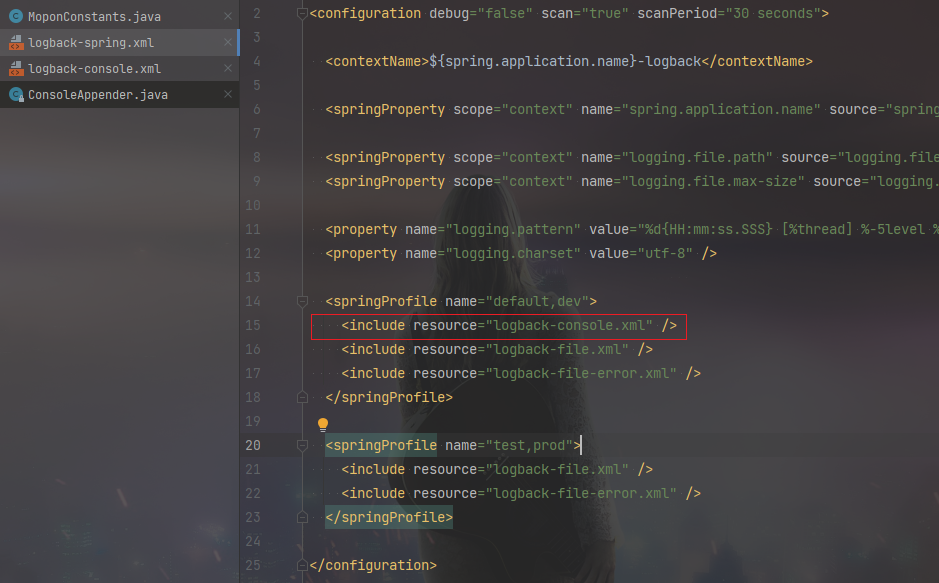 MoponConstants.java
logback-spring.xml
logback-console.xml
ConsoleAppender.java
2 <configuration debug="false" scan="true" scanPeriod="30 seconds">
3
4 <contextName>${spring.application.name}-logback</contextName>
5
6 <springProperty scope="context" name="spring.application.name" source="spring
7
8 <springProperty scope="context" name="logging.file.path" source="logging.file
9 <springProperty scope="context" name="logging.file.max-size" source="logging.
10
11 <property name="logging.pattern" value="%d{HH:mm:ss.SSS} [%thread] %-5level %
12 <property name="logging.charset" value="utf-8" />
13
14 <springProfile name="default,dev">
15 <include resource="logback-console.xml" />
16 <include resource="logback-file.xml" />
17 <include resource="logback-file-error.xml" />
18 </springProfile>
19
20 <springProfile name="test,prod">
21 <include resource="logback-file.xml" />
22 <include resource="logback-file-error.xml" />
23 </springProfile>
24
25 </configuration>